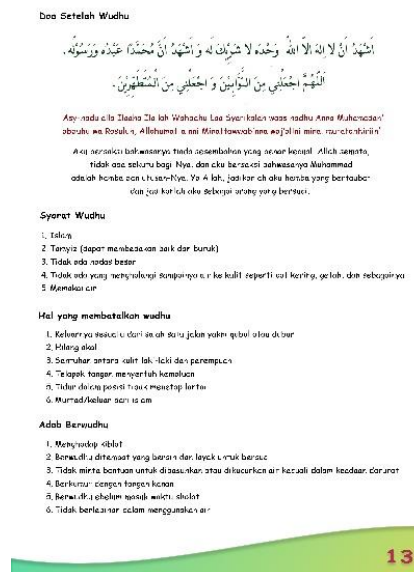 Doa Setelah Wudhu
أَشْهَدُ أَنْ لَا إِلٰهَ إِلَّا اللهُ وَحْدَهُ لَا شَرِيْكَ لَهُ وَ أَشْهَدُ أَنَّ مُحَمَّدًا عَبْدُهُ وَرَسُوْلُهُ.
اَللّٰهُمَّ اجْعَلْنِي مِنَ التَّوَّابِيْنَ وَ اجْعَلْنِي مِنَ الْمُتَطَهِّرِيْنَ.
Ilaaha Wahdahu Laa Anna
Allahumma
Aku bersaksi bahwasanya tiada sesembahan yang benar kecuali Allah semata,
tidak ada sekutu bagi-Nya, dan aku bersaksi bahwasanya Muhammad
adalah hamba dan utusan-Nya. Ya Allah, jadikanlah aku hamba yang bertaubat
dan jadikanlah aku sebagai orang yang bersuci.
Syarat Wudhu
1. Islam
2. Tamyiz (dapat membedakan baik dan buruk)
3. Tidak ada hadas besar
4. Tidak ada yang menghalangi sampainya air ke kulit seperti cat kering, getah, dan sebagainya
5. Memakai air
Hal yang membatalkan wudhu
1. Keluarnya sesuatu dari salah satu jalan yakni qubul atau dubur
2. Hilang akal
3. Sentuhan antara kulit laki-laki dan perempuan
4. Telapak tangan menyentuh kemaluan
5. Tidur dalam posisi tidak menetap lantai
6. Murtad/keluar dari islam
Adab Berwudhu
1. Menghadap kiblat
2. Berwudhu ditempat yang bersih dan layak untuk bersuci
3. Tidak minta bantuan untuk dibasuhkan atau dikucurkan air kecuali dalam keadaan darurat
4. Berkumur dengan tangan kanan
5. Berwudhu sebelum masuk waktu sholat
6. Tidak berlebihan dalam menggunakan air
13